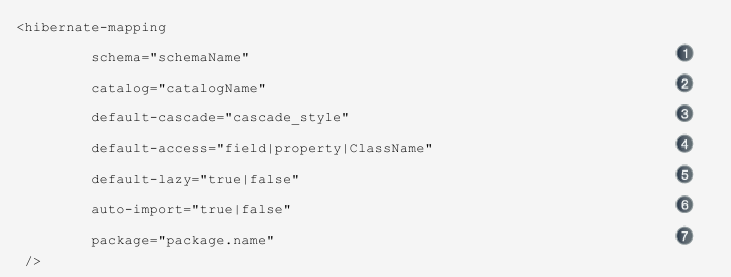 <hibernate-mapping
schema="schemaName" 1
catalog="catalogName" 2
default-cascade="cascade_style" 3
default-access="field|property|ClassName" 4
default-lazy="true|false" 5
auto-import="true|false" 6
package="package.name" 7
/>